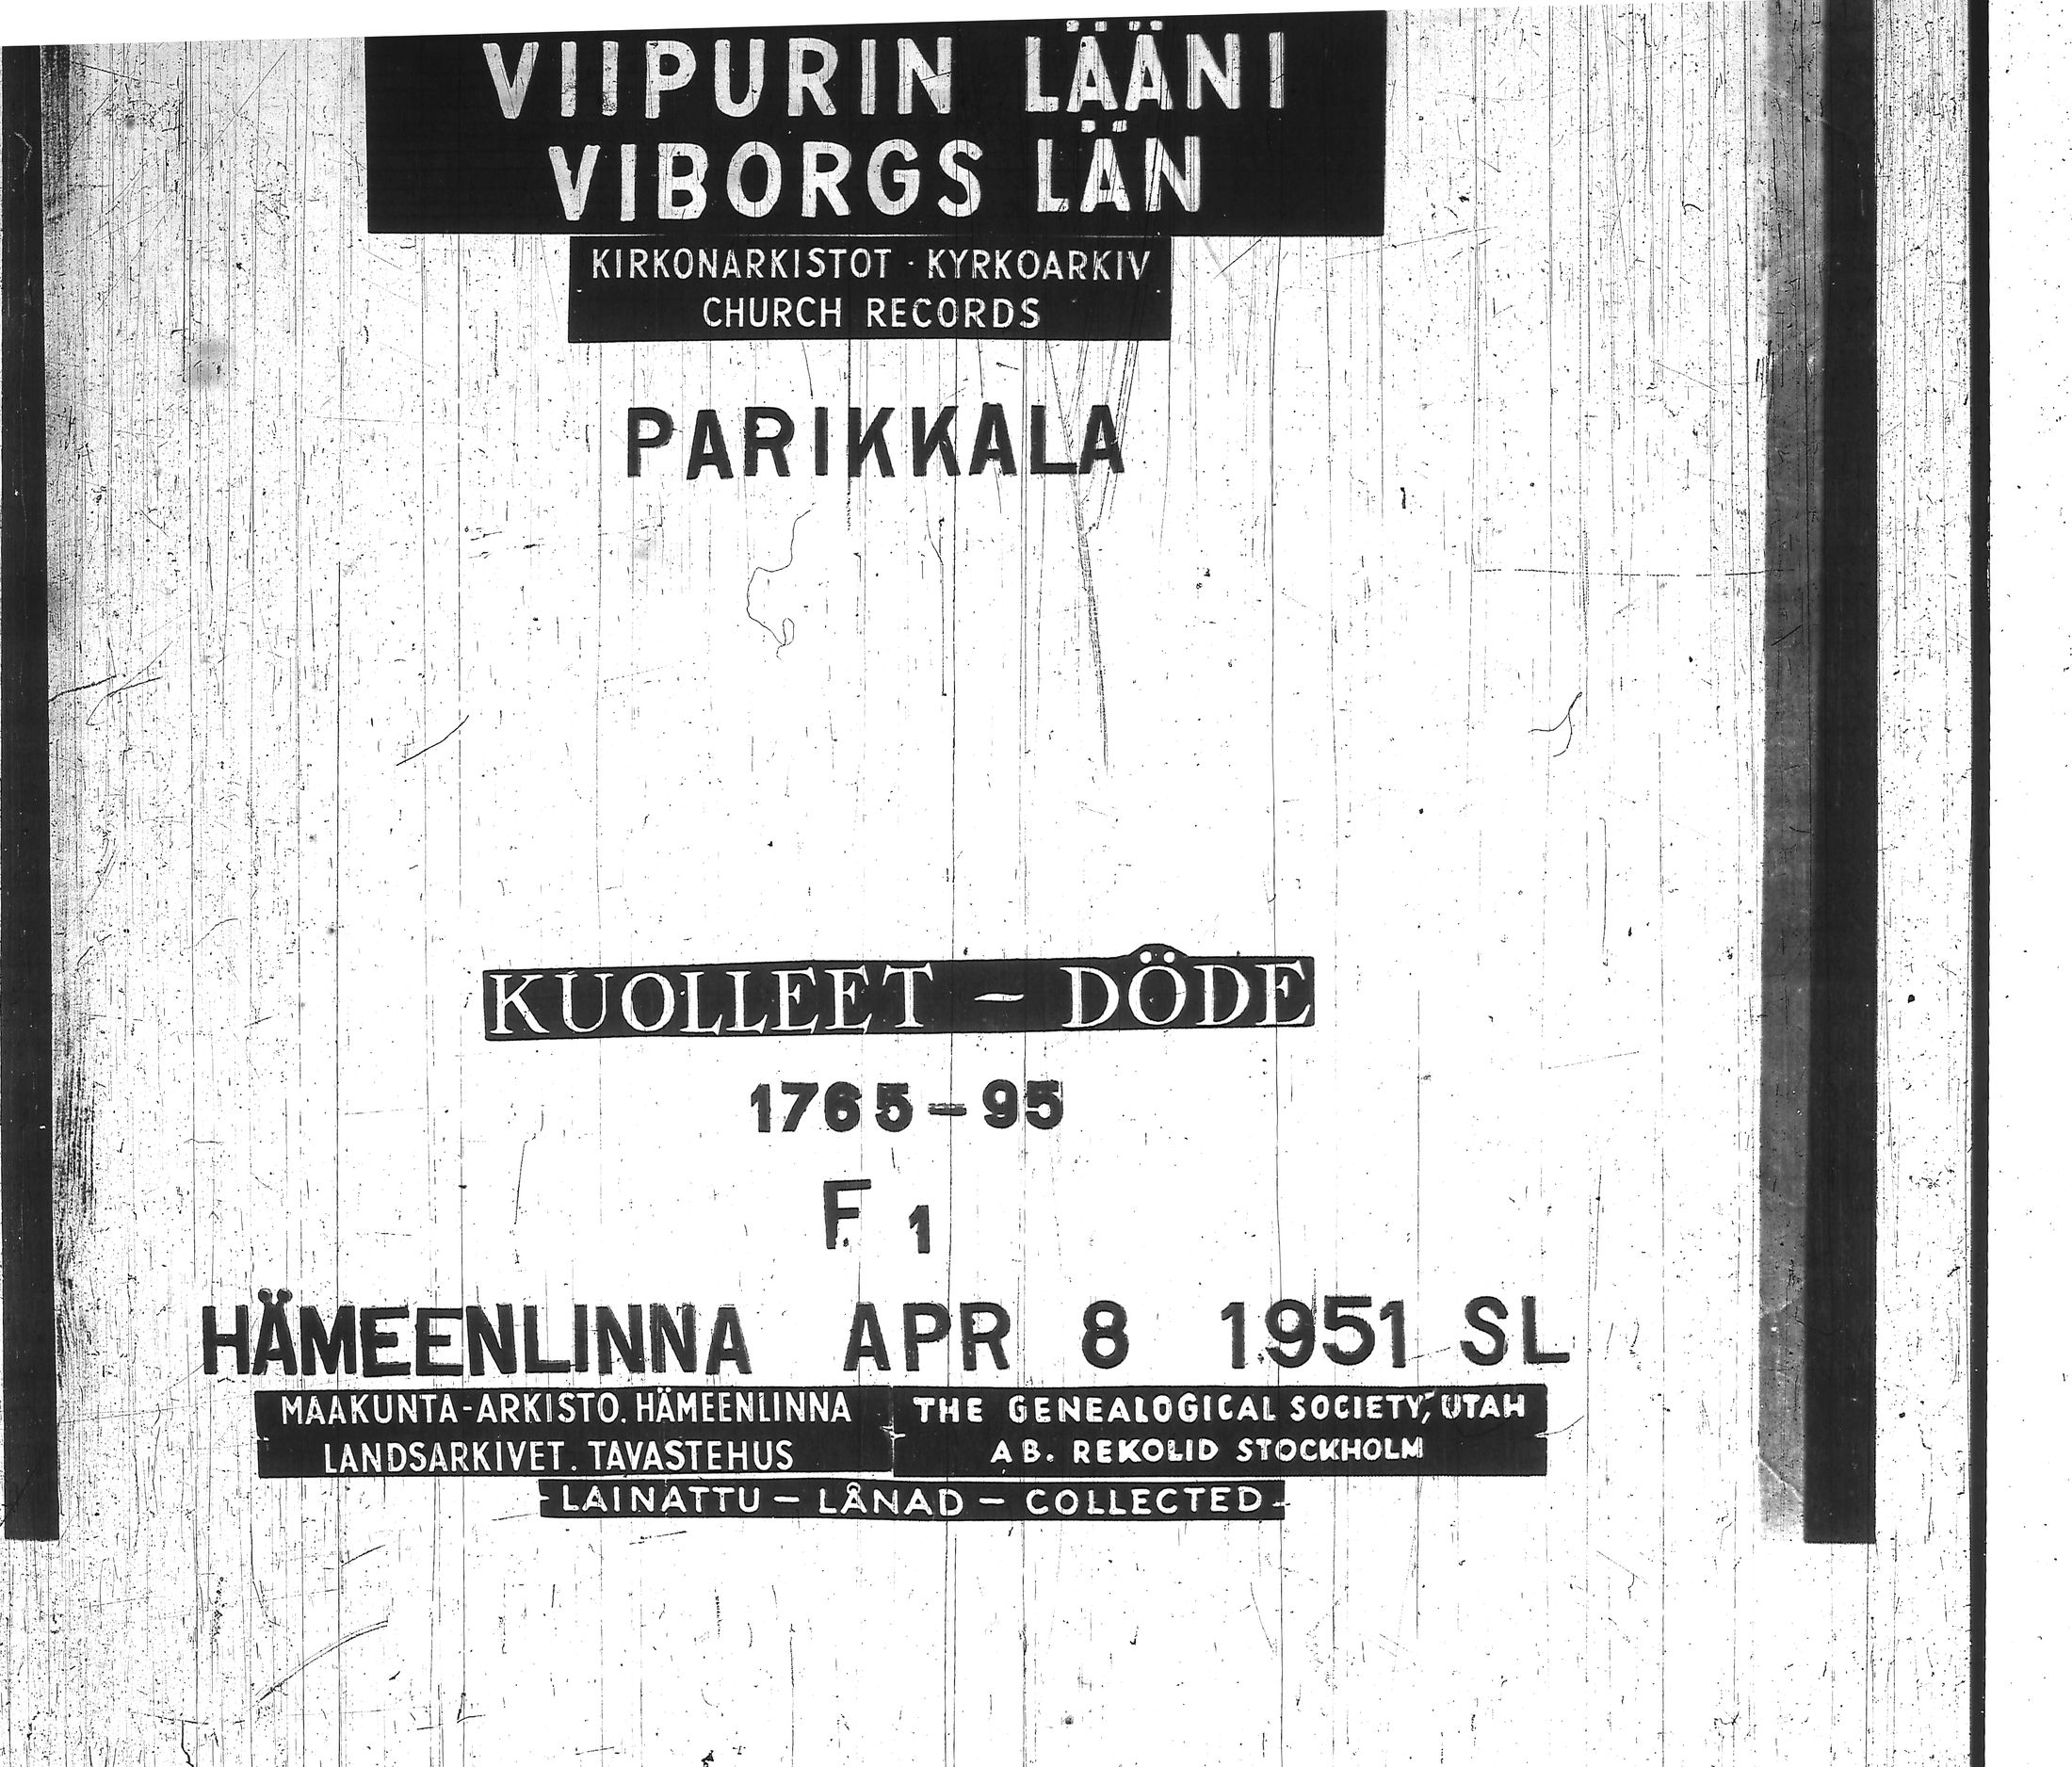 VIIPURIN LÄÄNI
VIBORGS LÄN
KIRKONARKISTOT · KYRKOARKIV
CHURCH RECORDS
PARIKKALA
KUOLLEET – DÖDE
1765 – 95
F 1
HÄMEENLINNA APR 8 1951 SL
MAAKUNTA-ARKISTO. HÄMEENLINNA
LANDSARKIVET. TAVASTEHUS
THE GENEALOGICAL SOCIETY, UTAH
AB. REKOLID STOCKHOLM
- LAINATTU – LÅNAD – COLLECTED -